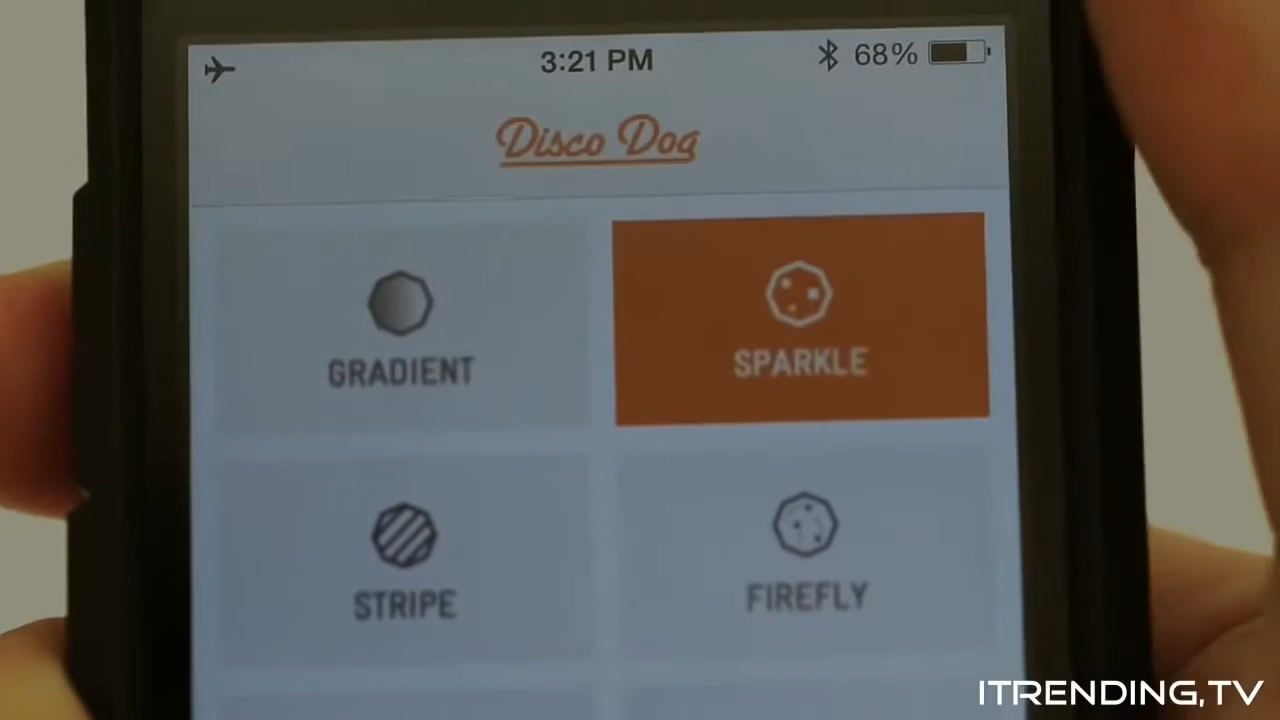 3:21 PM
68%
Disco Dog
GRADIENT
SPARKLE
STRIPE
FIREFLY
ITRENDING,TV